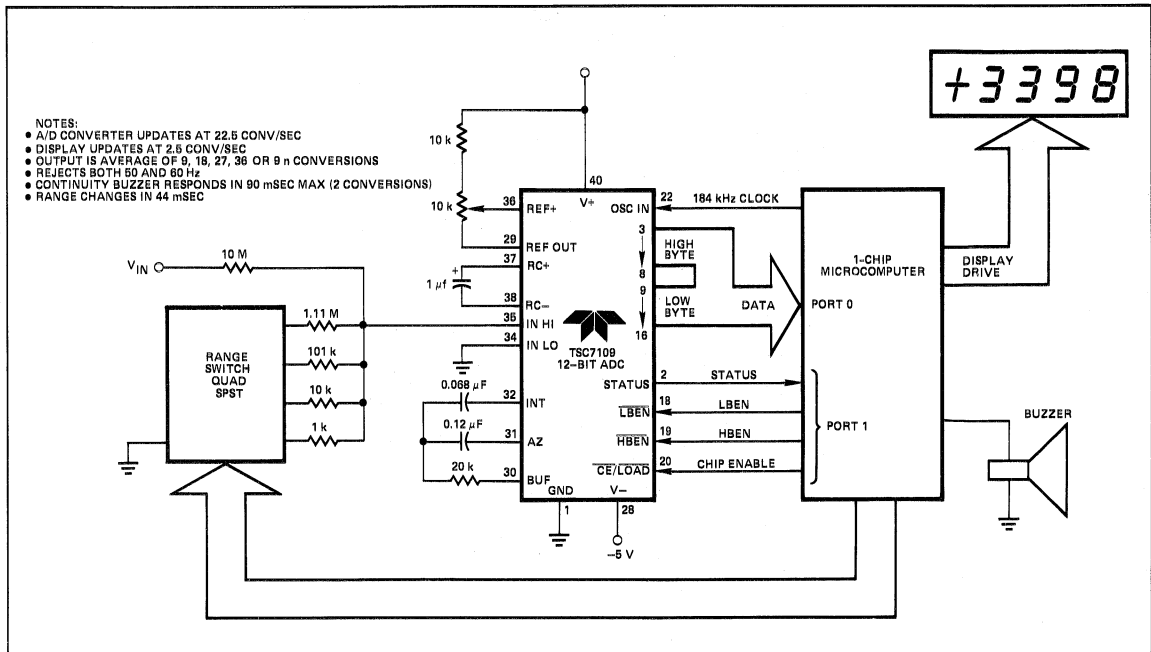 +3398
NOTES:
● A/D CONVERTER UPDATES AT 22.5 CONV/SEC
● DISPLAY UPDATES AT 2.5 CONV/SEC
● OUTPUT IS AVERAGE OF 9, 18, 27, 36 OR 9 n CONVERSIONS
● REJECTS BOTH 50 AND 60 Hz
● CONTINUITY BUZZER RESPONDS IN 90 mSEC MAX (2 CONVERSIONS)
● RANGE CHANGES IN 44 mSEC
10 k
10 k
VIN
10 M
1 μf
+
RANGE
SWITCH
QUAD
SPST
1.11 M
101 k
10 k
1 k
0.068 μF
0.12 μF
20 k
40
V+
36 REF+
29 REF OUT
37 RC+
38 RC–
35 IN HI
34 IN LO
32 INT
31 AZ
30 BUF
GND
1
V–
28
–5 V
TSC7109
12-BIT ADC
OSC IN 22
184 kHz CLOCK
3
HIGH
BYTE
8
9
LOW
BYTE
16
DATA
STATUS 2 STATUS
LBEN 18 LBEN
HBEN 19 HBEN
CE/LOAD 20 CHIP ENABLE
1-CHIP
MICROCOMPUTER
PORT 0
PORT 1
DISPLAY
DRIVE
BUZZER